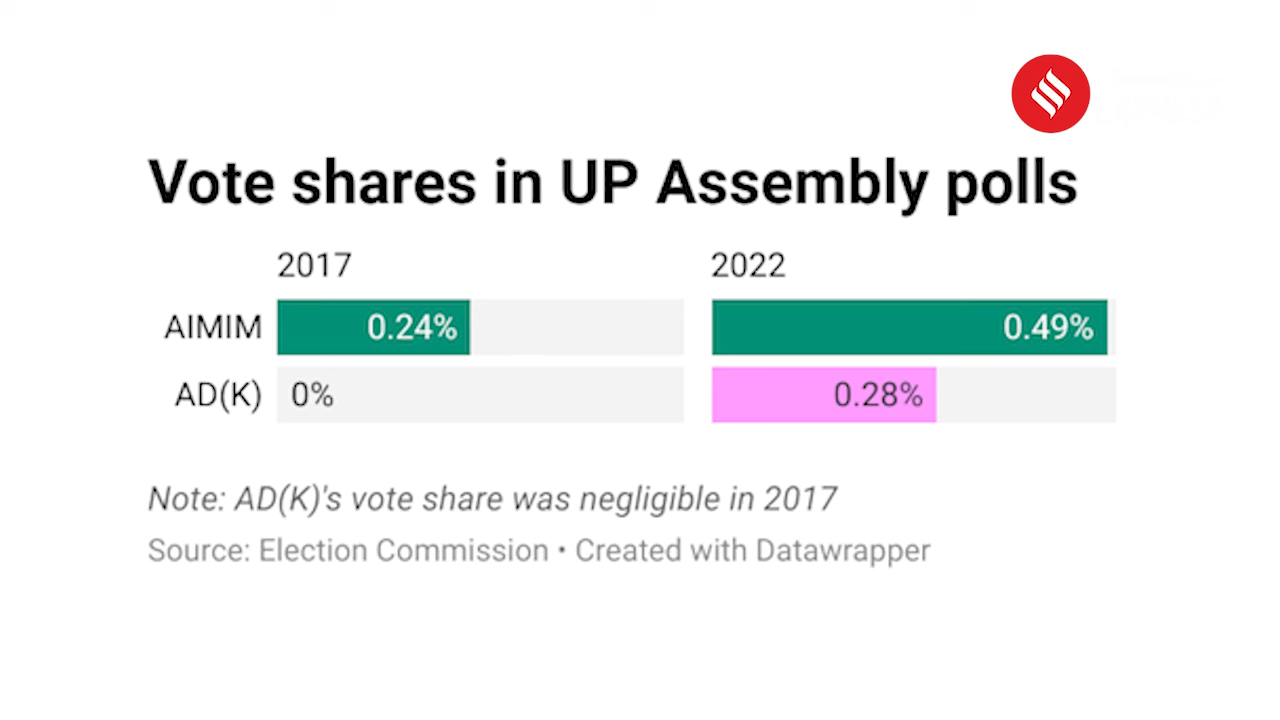 Vote shares in UP Assembly polls
2017 2022
AIMIM 0.24% 0.49%
AD(K) 0% 0.28%
Note: AD(K)'s vote share was negligible in 2017
Source: Election Commission • Created with Datawrapper